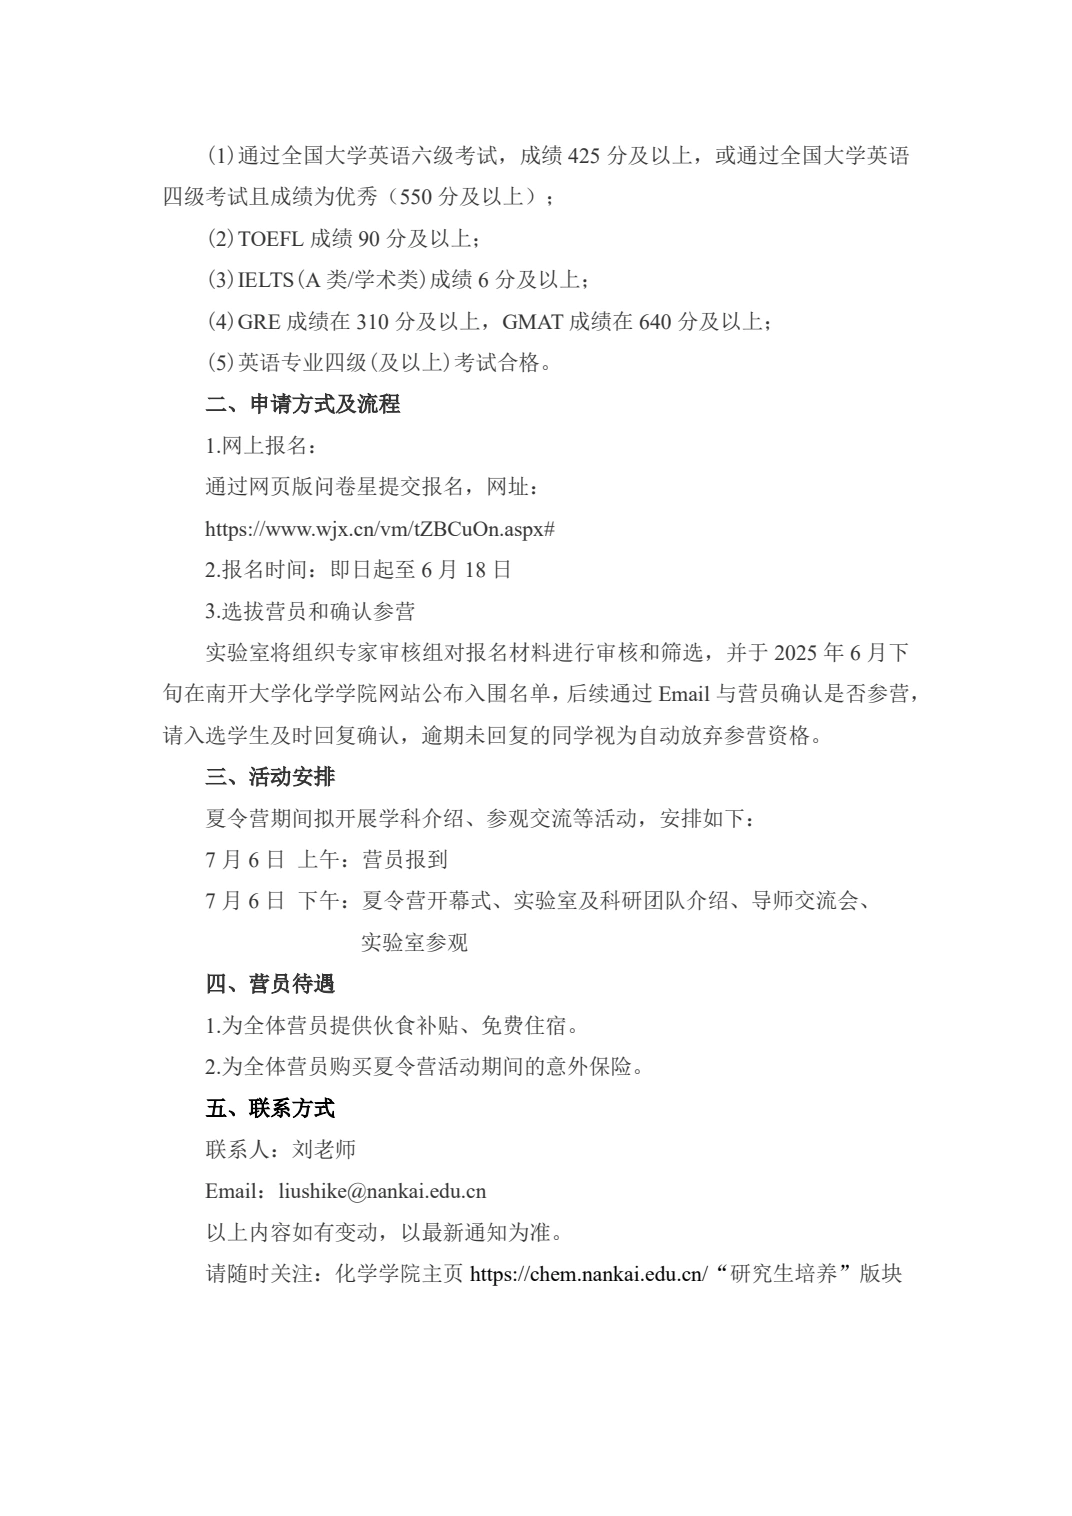 (1)通过全国大学英语六级考试，成绩 425 分及以上，或通过全国大学英语
四级考试且成绩为优秀（550 分及以上）；
(2)TOEFL 成绩 90 分及以上；
(3)IELTS(A 类/学术类)成绩 6 分及以上；
(4)GRE 成绩在 310 分及以上，GMAT 成绩在 640 分及以上；
(5)英语专业四级(及以上)考试合格。
二、申请方式及流程
1.网上报名：
通过网页版问卷星提交报名，网址：
https://www.wjx.cn/vm/tZBCuOn.aspx#
2.报名时间：即日起至 6 月 18 日
3.选拔营员和确认参营
实验室将组织专家审核组对报名材料进行审核和筛选，并于 2025 年 6 月下
旬在南开大学化学学院网站公布入围名单，后续通过 Email 与营员确认是否参营，
请入选学生及时回复确认，逾期未回复的同学视为自动放弃参营资格。
三、活动安排
夏令营期间拟开展学科介绍、参观交流等活动，安排如下：
7 月 6 日 上午：营员报到
7 月 6 日 下午：夏令营开幕式、实验室及科研团队介绍、导师交流会、
实验室参观
四、营员待遇
1.为全体营员提供伙食补贴、免费住宿。
2.为全体营员购买夏令营活动期间的意外保险。
五、联系方式
联系人：刘老师
Email：liushike@nankai.edu.cn
以上内容如有变动，以最新通知为准。
请随时关注：化学学院主页 https://chem.nankai.edu.cn/“研究生培养”版块